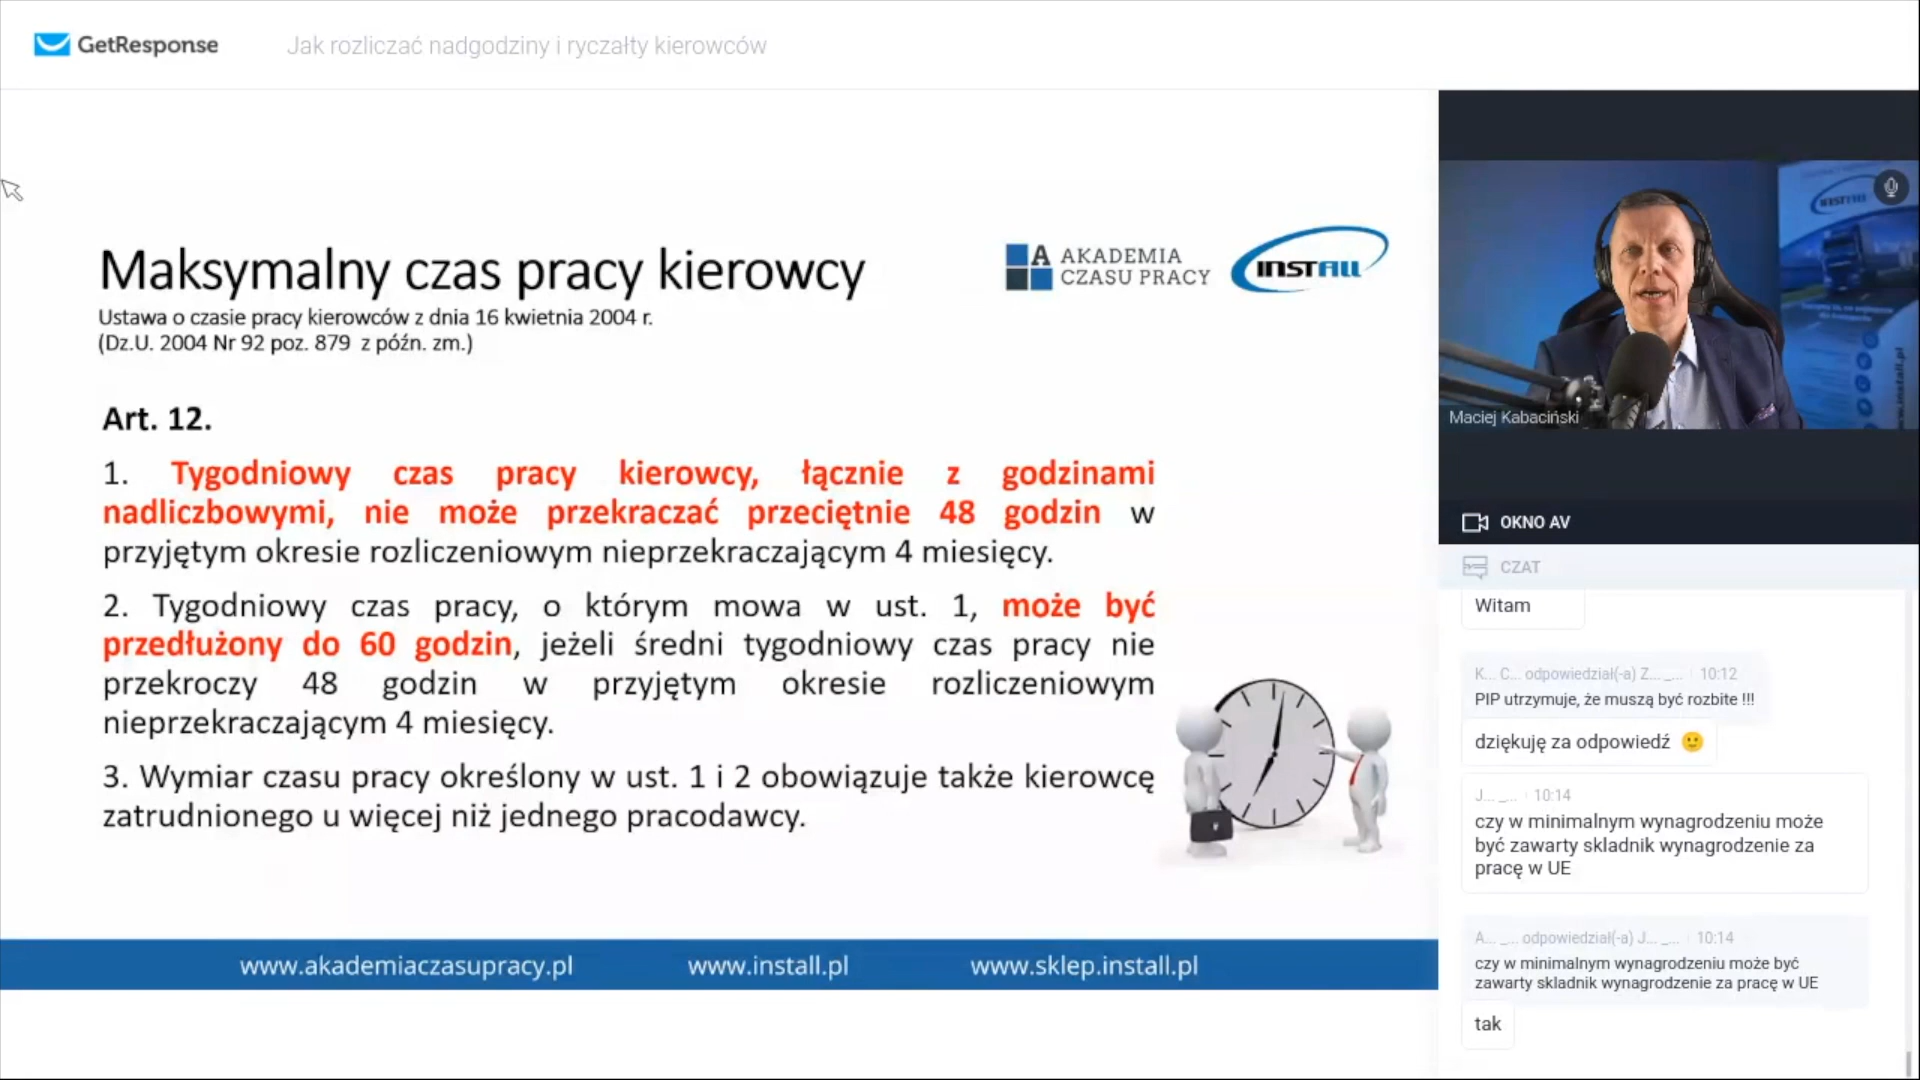 GetResponse
Jak rozliczać nadgodziny i ryczałty kierowców
Maksymalny czas pracy kierowcy
Ustawa o czasie pracy kierowców z dnia 16 kwietnia 2004 r.
(Dz.U. 2004 Nr 92 poz. 879 z późn. zm.)
A AKADEMIA
CZASU PRACY
INSTALL
Art. 12.
1. Tygodniowy czas pracy kierowcy, łącznie z godzinami
nadliczbowymi, nie może przekraczać przeciętnie 48 godzin w
przyjętym okresie rozliczeniowym nieprzekraczającym 4 miesięcy.
2. Tygodniowy czas pracy, o którym mowa w ust. 1, może być
przedłużony do 60 godzin, jeżeli średni tygodniowy czas pracy nie
przekroczy 48 godzin w przyjętym okresie rozliczeniowym
nieprzekraczającym 4 miesięcy.
3. Wymiar czasu pracy określony w ust. 1 i 2 obowiązuje także kierowcę
zatrudnionego u więcej niż jednego pracodawcy.
www.akademiaczasupracy.pl www.install.pl www.sklep.install.pl
INSTALL
www.install.pl
Maciej Kabaciński
OKNO AV
CZAT
Witam
K... C... odpowiedział(-a) Z... _... 10:12
PIP utrzymuje, że muszą być rozbite !!!
dziękuję za odpowiedź 🙂
J... _... 10:14
czy w minimalnym wynagrodzeniu może
być zawarty skladnik wynagrodzenie za
pracę w UE
A... _... odpowiedział(-a) J... _... 10:14
czy w minimalnym wynagrodzeniu może być
zawarty skladnik wynagrodzenie za pracę w UE
tak